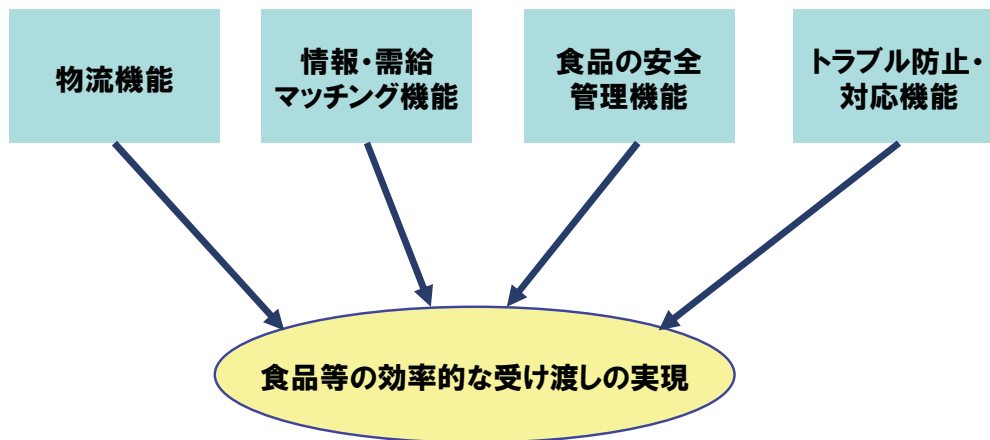 物流機能
情報・需給
マッチング機能
食品の安全
管理機能
トラブル防止・
対応機能
食品等の効率的な受け渡しの実現